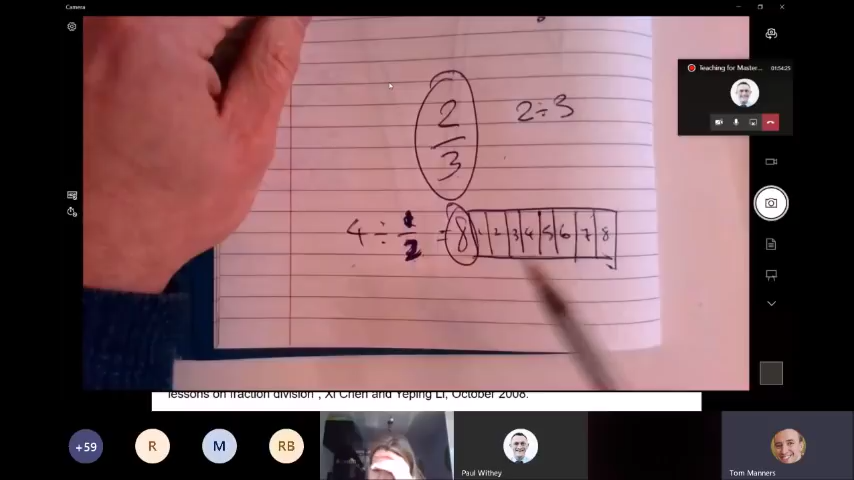 Camera
2/3
2÷3
4 ÷ 1/2 = 8 1 2 3 4 5 6 7 8
Teaching for Master...
01:54:25
lessons on fraction division", Xi Chen and Yeping Li, October 2008.
+59
R
M
RB
Paul Withey
Tom Manners